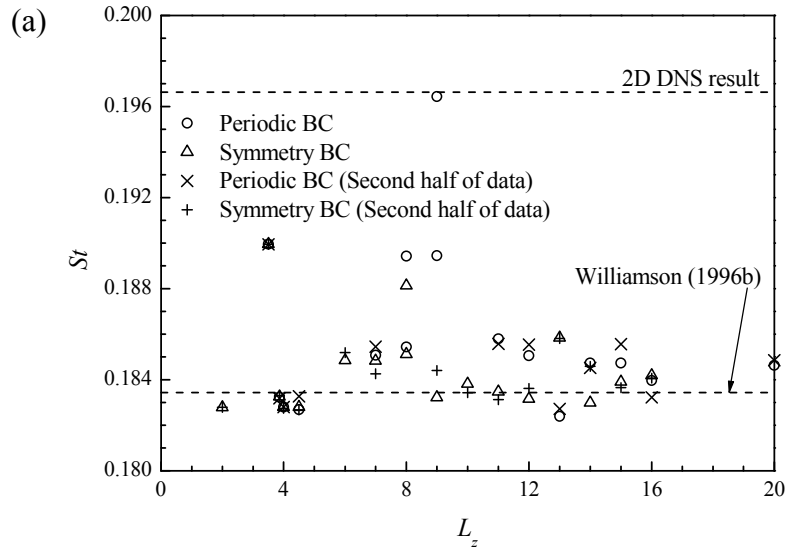 (a)
0.200
0.196
0.192
0.188
0.184
0.180
St
2D DNS result
Periodic BC
Symmetry BC
Periodic BC (Second half of data)
Symmetry BC (Second half of data)
Williamson (1996b)
0 4 8 12 16 20
L_z